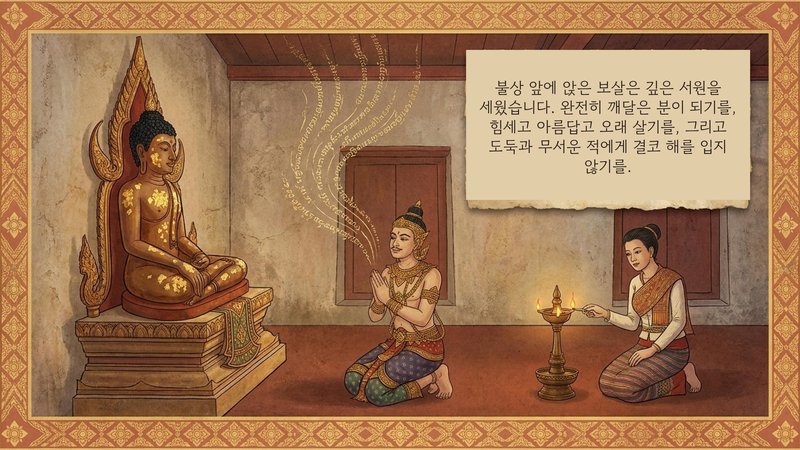 불상 앞에 앉은 보살은 깊은 서원을
세웠습니다. 완전히 깨달은 분이 되기를,
힘세고 아름답고 오래 살기를, 그리고
도둑과 무서운 적에게 결코 해를 입지
않기를.